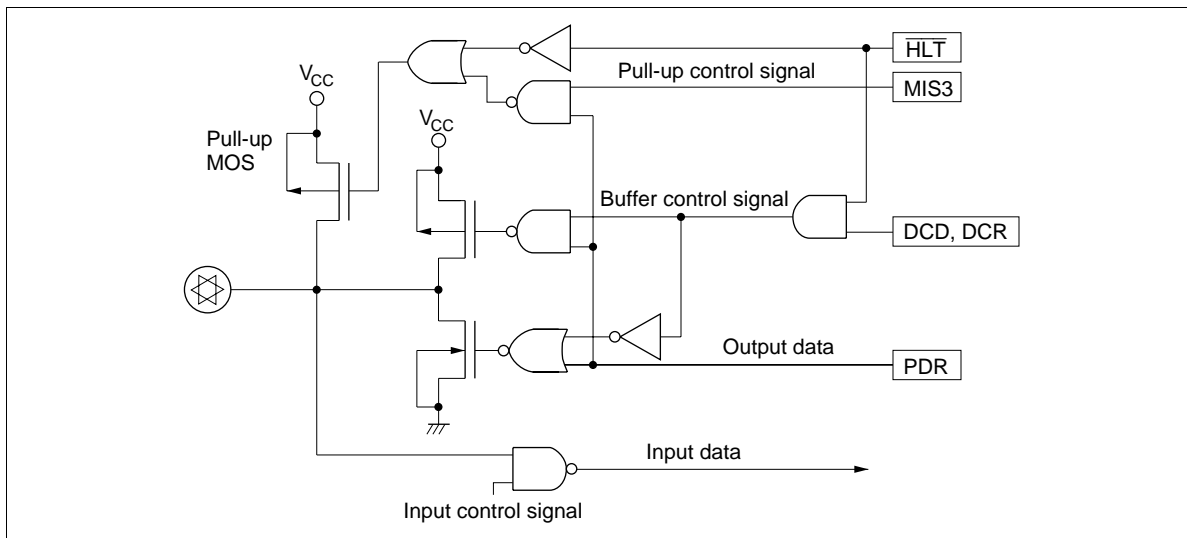 HLT
Pull-up control signal
MIS3
VCC
VCC
Pull-up
MOS
Buffer control signal
DCD, DCR
Output data
PDR
Input data
Input control signal